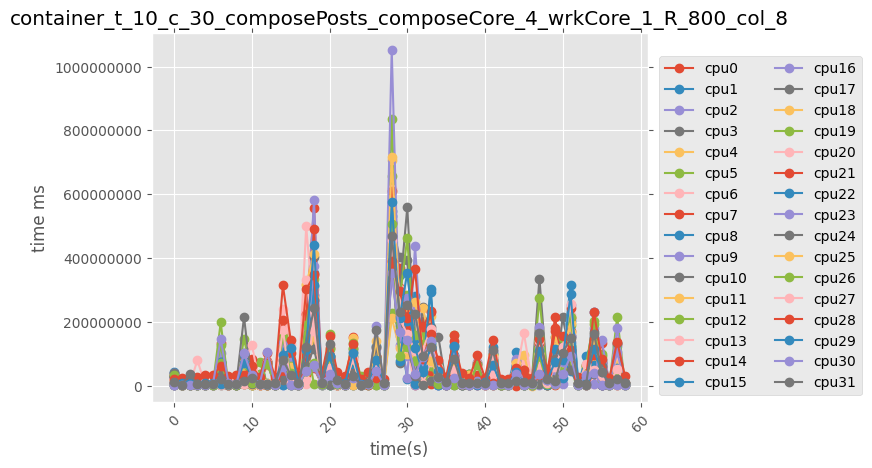 container_t_10_c_30_composePosts_composeCore_4_wrkCore_1_R_800_col_8
1000000000
800000000
600000000
400000000
200000000
0
time ms
0 10 20 30 40 50 60
time(s)
cpu0 cpu16
cpu1 cpu17
cpu2 cpu18
cpu3 cpu19
cpu4 cpu20
cpu5 cpu21
cpu6 cpu22
cpu7 cpu23
cpu8 cpu24
cpu9 cpu25
cpu10 cpu26
cpu11 cpu27
cpu12 cpu28
cpu13 cpu29
cpu14 cpu30
cpu15 cpu31